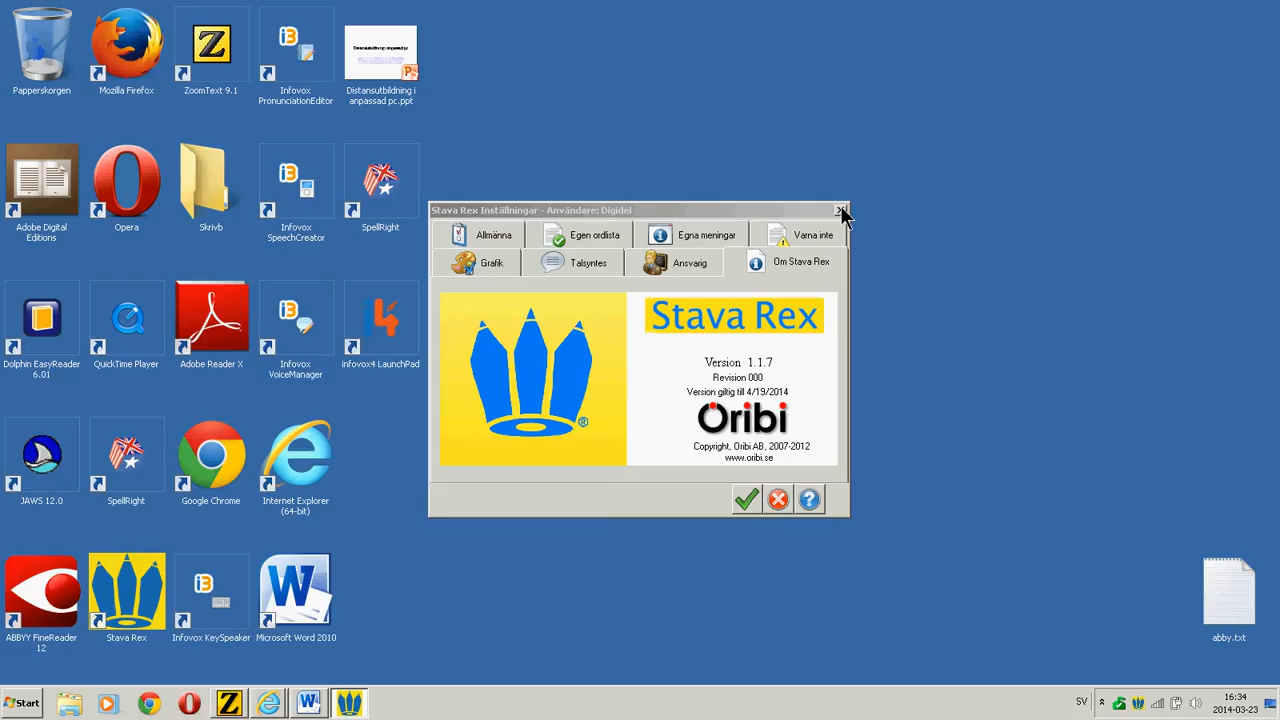 Papperskorgen
Mozilla Firefox
ZoomText 9.1
Infovox
PronunciationEditor
Distansutbildning i
anpassad pc.ppt
Adobe Digital
Editions
Opera
Skrivb
Infovox
SpeechCreator
SpellRight
Dolphin EasyReader
6.01
QuickTime Player
Adobe Reader X
Infovox
VoiceManager
infovox4 LaunchPad
JAWS 12.0
SpellRight
Google Chrome
Internet Explorer
(64-bit)
ABBYY FineReader
12
Stava Rex
Infovox KeySpeaker
Microsoft Word 2010
Stava Rex Inställningar - Användare: Digidel
Allmänna
Egen ordlista
Egna meningar
Varna inte
Grafik
Talsyntes
Ansvarig
Om Stava Rex
Stava Rex
Version 1.1.7
Revision 000
Version giltig till 4/19/2014
Oribi
Copyright, Oribi AB, 2007-2012
www.oribi.se
abby.txt
Start
SV
16:34
2014-03-23